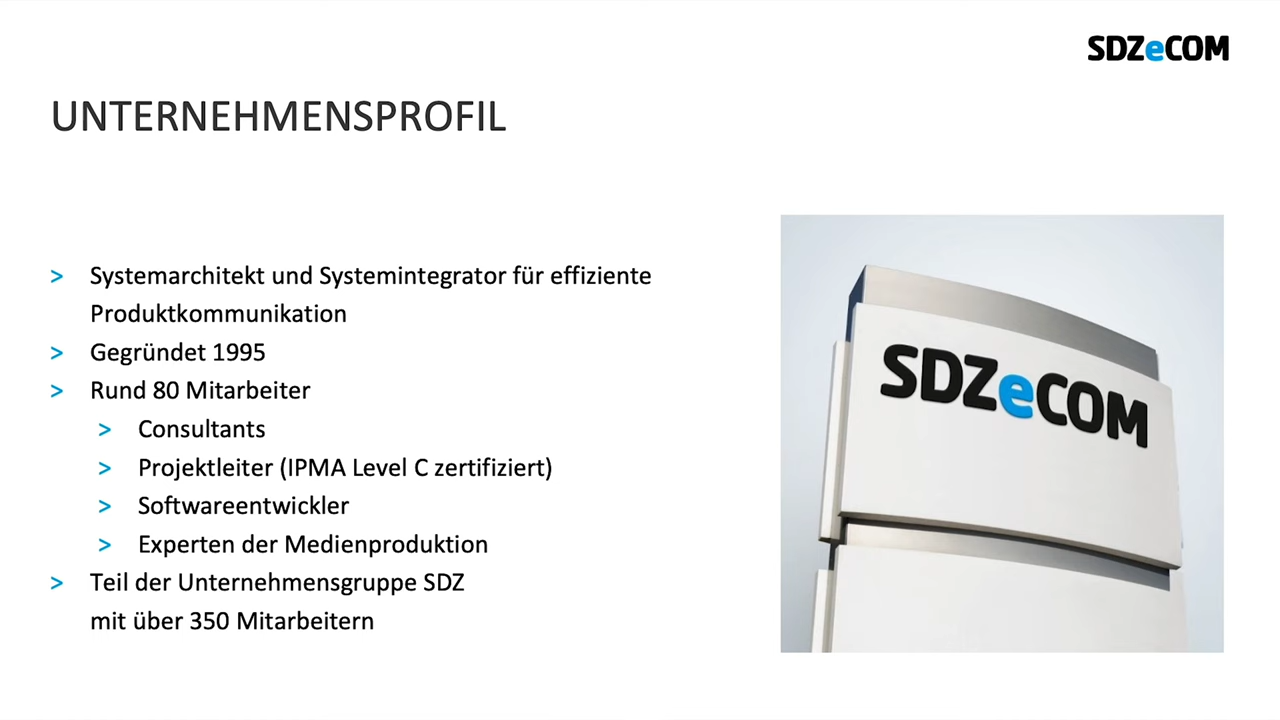 SDZeCOM
UNTERNEHMENSPROFIL
> Systemarchitekt und Systemintegrator für effiziente
Produktkommunikation
> Gegründet 1995
> Rund 80 Mitarbeiter
> Consultants
> Projektleiter (IPMA Level C zertifiziert)
> Softwareentwickler
> Experten der Medienproduktion
> Teil der Unternehmensgruppe SDZ
mit über 350 Mitarbeitern
SDZeCOM